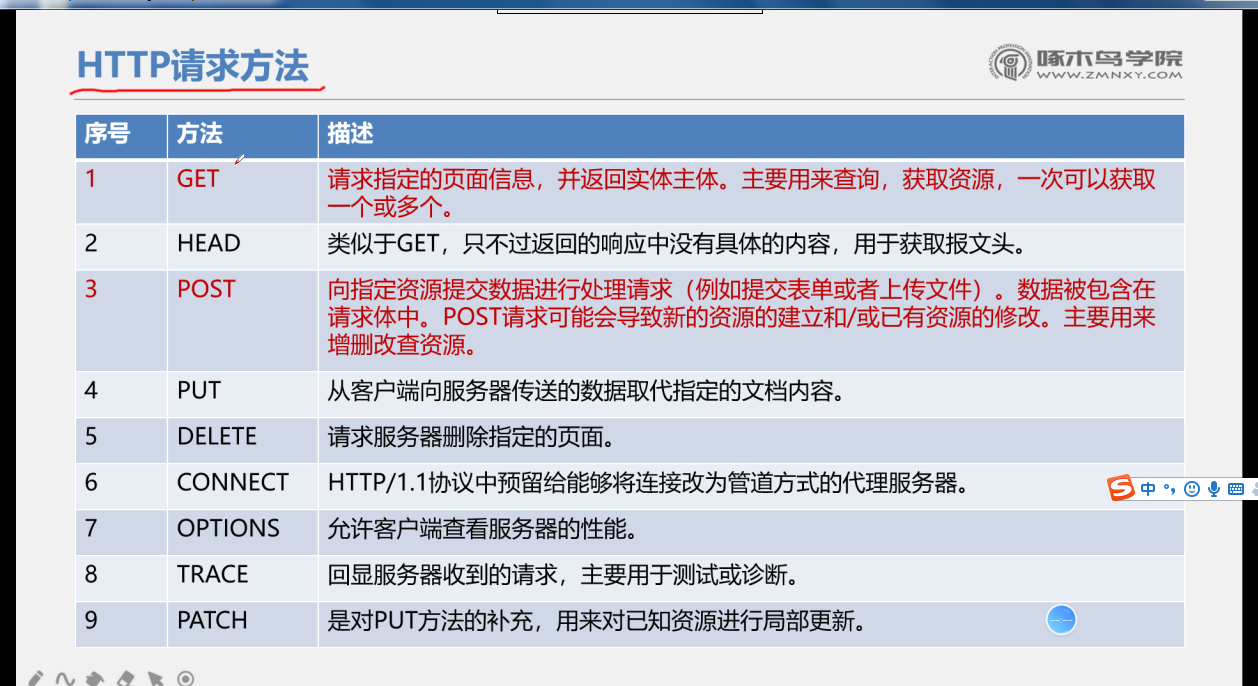 HTTP请求方法
啄木鸟学院
WWW.ZMNXY.COM
序号 方法 描述
1 GET 请求指定的页面信息，并返回实体主体。主要用来查询，获取资源，一次可以获取
一个或多个。
2 HEAD 类似于GET，只不过返回的响应中没有具体的内容，用于获取报文头。
3 POST 向指定资源提交数据进行处理请求（例如提交表单或者上传文件）。数据被包含在
请求体中。POST请求可能会导致新的资源的建立和/或已有资源的修改。主要用来
增删改查资源。
4 PUT 从客户端向服务器传送的数据取代指定的文档内容。
5 DELETE 请求服务器删除指定的页面。
6 CONNECT HTTP/1.1协议中预留给能够将连接改为管道方式的代理服务器。
7 OPTIONS 允许客户端查看服务器的性能。
8 TRACE 回显服务器收到的请求，主要用于测试或诊断。
9 PATCH 是对PUT方法的补充，用来对已知资源进行局部更新。
S 中